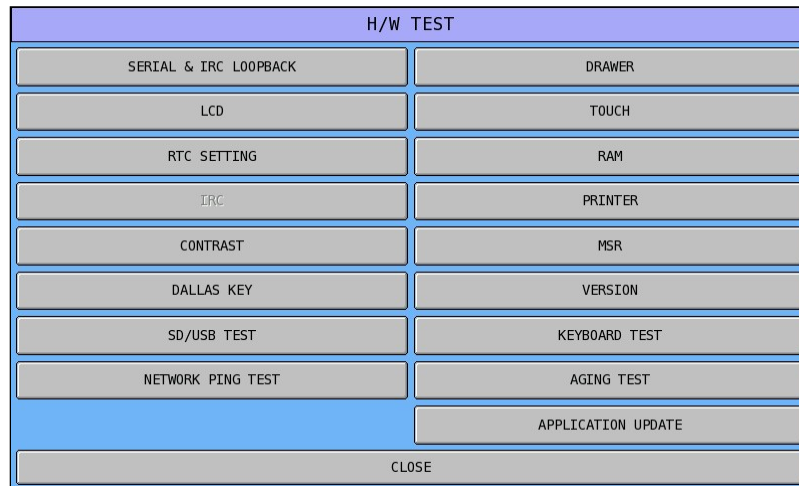 H/W TEST
SERIAL & IRC LOOPBACK
DRAWER
LCD
TOUCH
RTC SETTING
RAM
IRC
PRINTER
CONTRAST
MSR
DALLAS KEY
VERSION
SD/USB TEST
KEYBOARD TEST
NETWORK PING TEST
AGING TEST
APPLICATION UPDATE
CLOSE